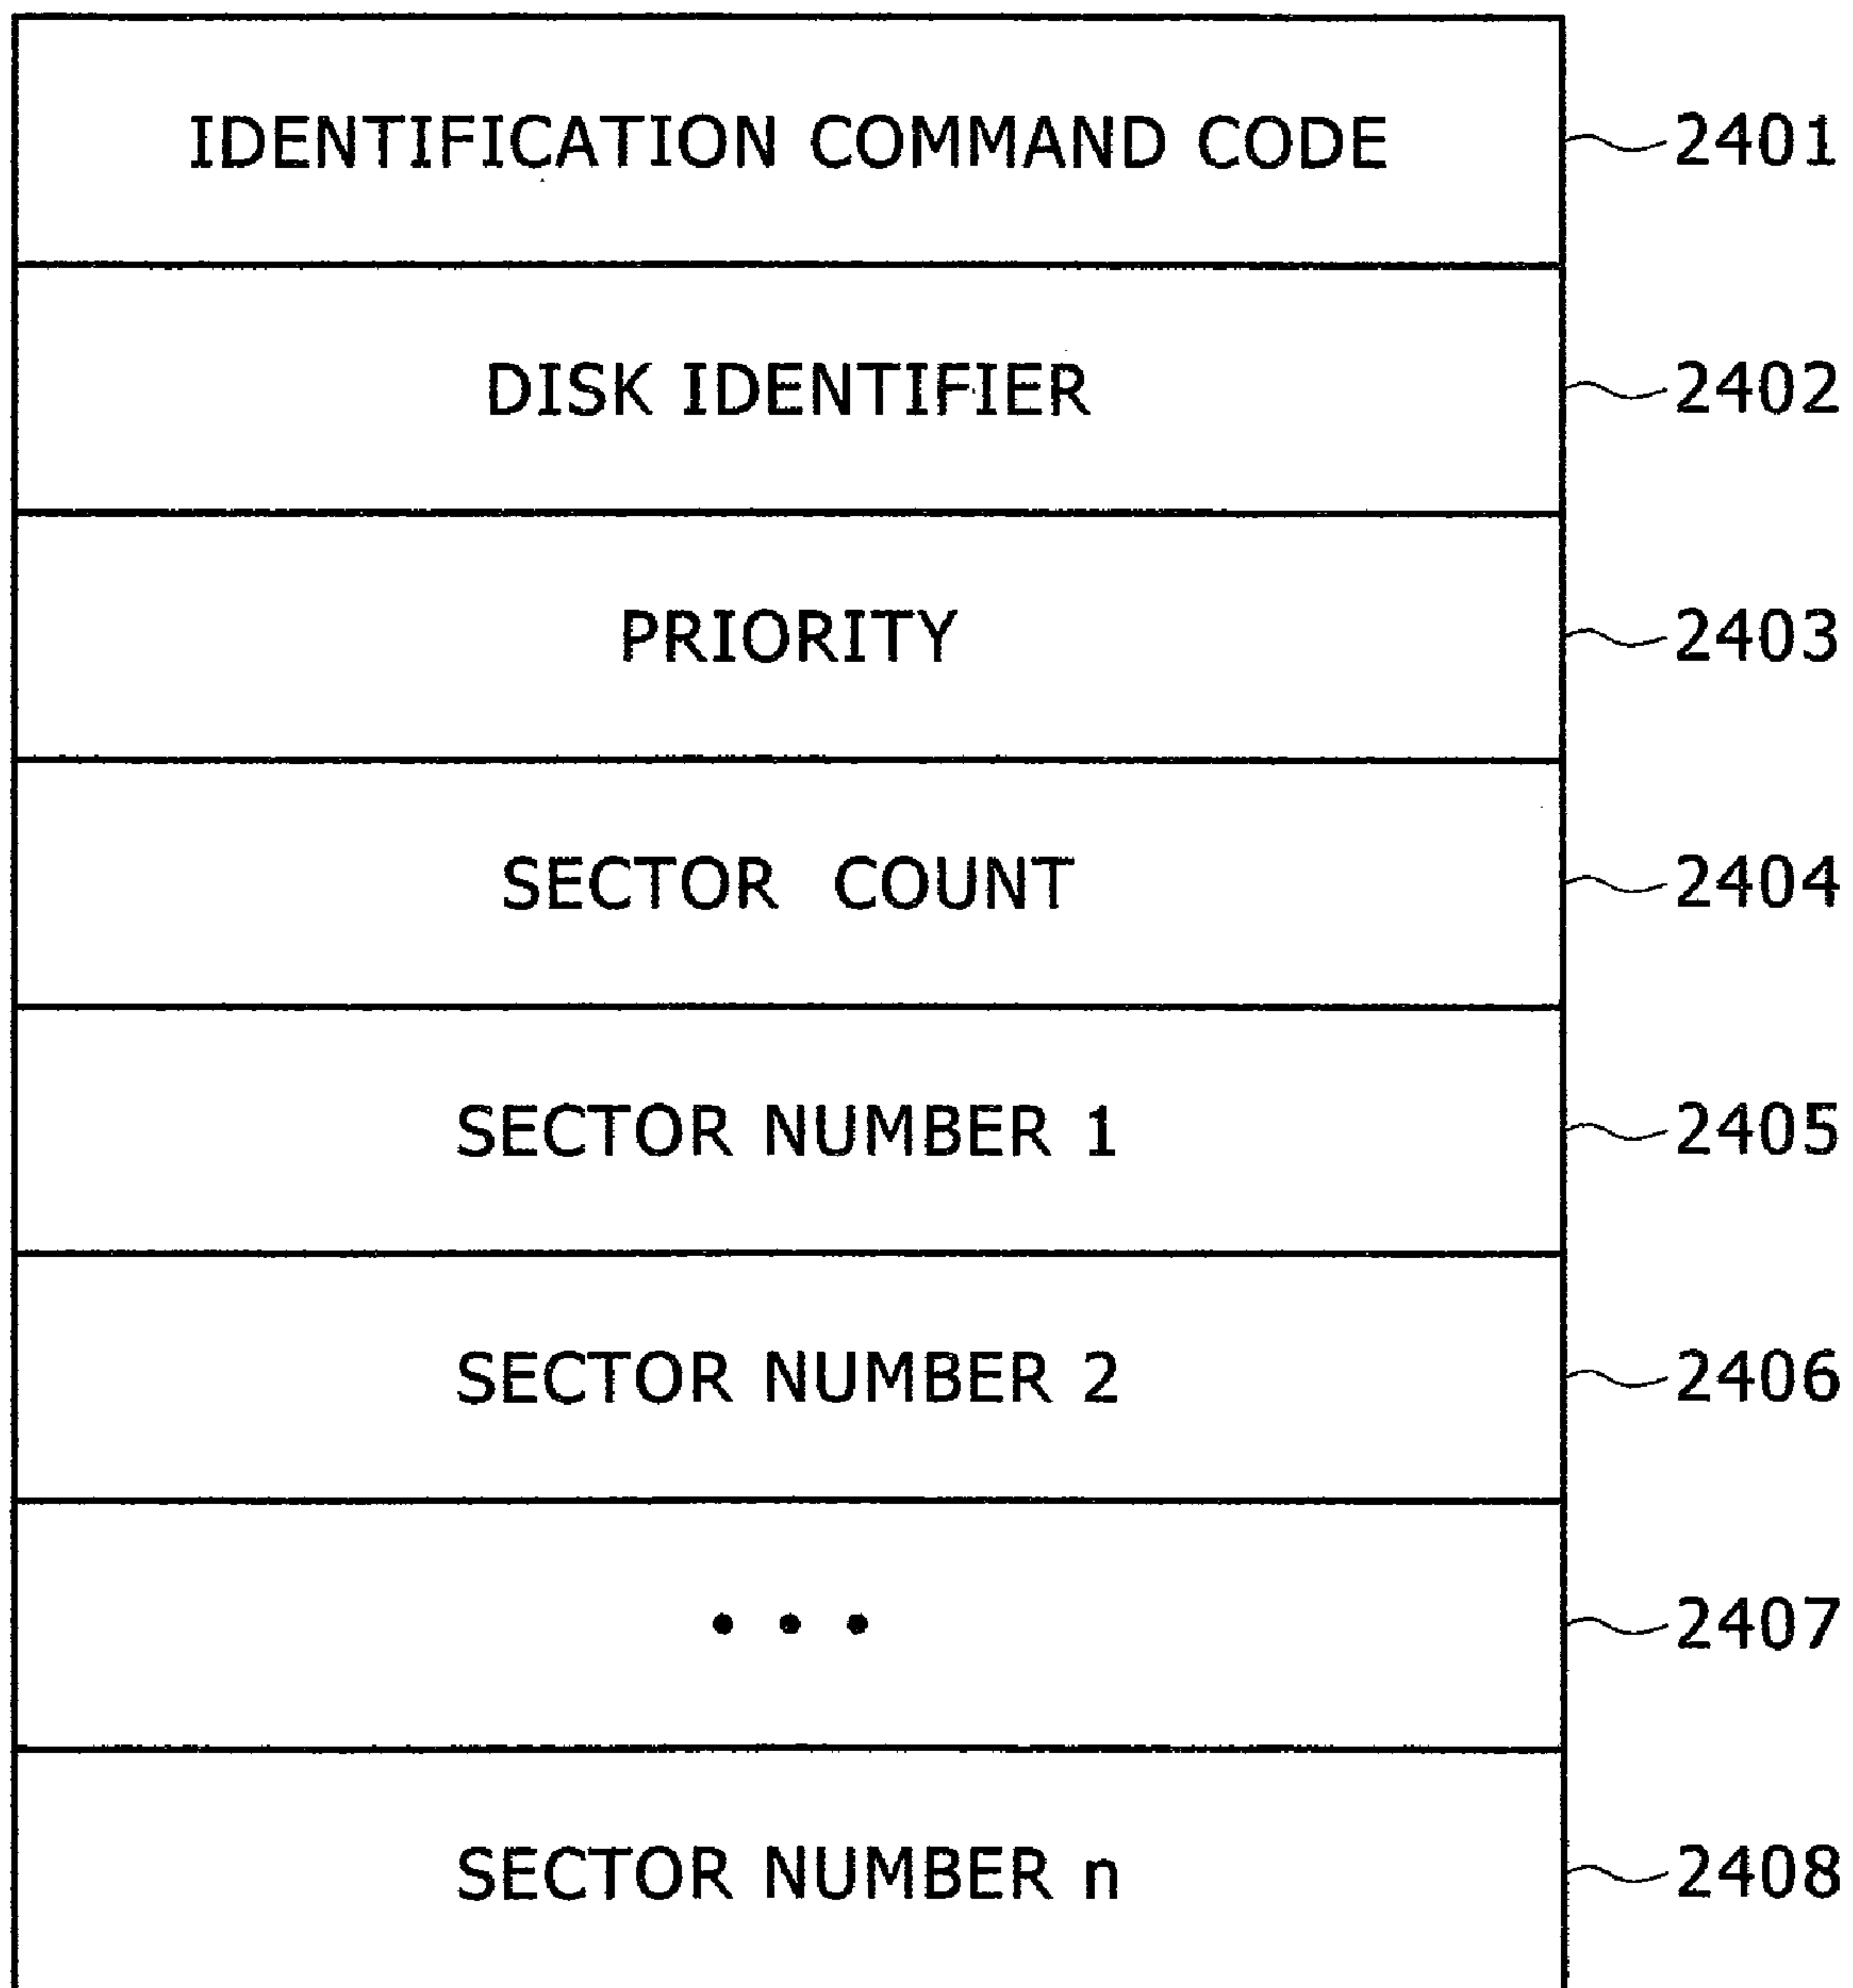 IDENTIFICATION COMMAND CODE 2401
DISK IDENTIFIER 2402
PRIORITY 2403
SECTOR COUNT 2404
SECTOR NUMBER 1 2405
SECTOR NUMBER 2 2406
• • • 2407
SECTOR NUMBER n 2408